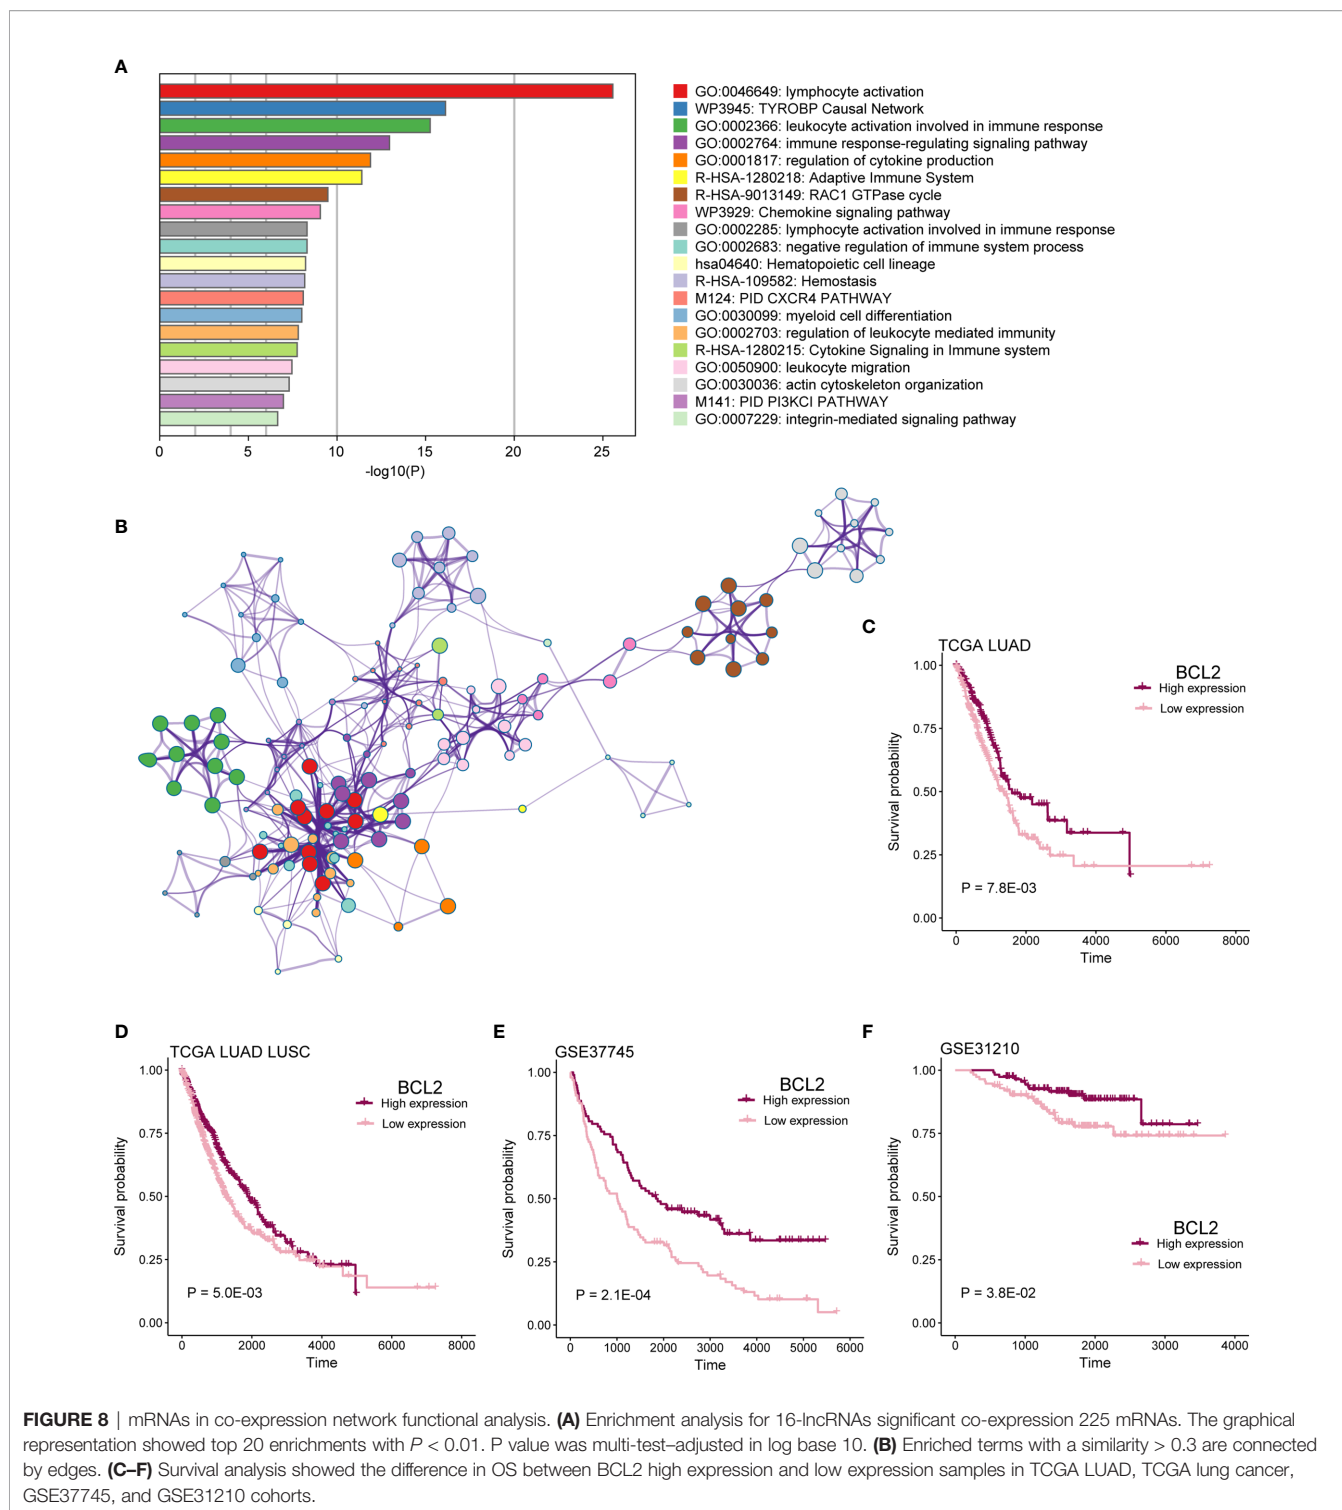 A
GO:0046649: lymphocyte activation
WP3945: TYROBP Causal Network
GO:0002366: leukocyte activation involved in immune response
GO:0002764: immune response-regulating signaling pathway
GO:0001817: regulation of cytokine production
R-HSA-1280218: Adaptive Immune System
R-HSA-9013149: RAC1 GTPase cycle
WP3929: Chemokine signaling pathway
GO:0002285: lymphocyte activation involved in immune response
GO:0002683: negative regulation of immune system process
hsa04640: Hematopoietic cell lineage
R-HSA-109582: Hemostasis
M124: PID CXCR4 PATHWAY
GO:0030099: myeloid cell differentiation
GO:0002703: regulation of leukocyte mediated immunity
R-HSA-1280215: Cytokine Signaling in Immune system
GO:0050900: leukocyte migration
GO:0030036: actin cytoskeleton organization
M141: PID PI3KCI PATHWAY
GO:0007229: integrin-mediated signaling pathway
0 5 10 15 20 25
-log10(P)
B
C
TCGA LUAD
BCL2
High expression
Low expression
1.00
0.75
0.50
0.25
0.00
Survival probability
P = 7.8E-03
0 2000 4000 6000 8000
Time
D
TCGA LUAD LUSC
BCL2
High expression
Low expression
1.00
0.75
0.50
0.25
0.00
Survival probability
P = 5.0E-03
0 2000 4000 6000 8000
Time
E
GSE37745
BCL2
High expression
Low expression
1.00
0.75
0.50
0.25
0.00
Survival probability
P = 2.1E-04
0 1000 2000 3000 4000 5000 6000
Time
F
GSE31210
1.00
0.75
0.50
0.25
0.00
Survival probability
BCL2
High expression
Low expression
P = 3.8E-02
0 1000 2000 3000 4000
Time
FIGURE 8 | mRNAs in co-expression network functional analysis. (A) Enrichment analysis for 16-lncRNAs significant co-expression 225 mRNAs. The graphical
representation showed top 20 enrichments with P < 0.01. P value was multi-test–adjusted in log base 10. (B) Enriched terms with a similarity > 0.3 are connected
by edges. (C–F) Survival analysis showed the difference in OS between BCL2 high expression and low expression samples in TCGA LUAD, TCGA lung cancer,
GSE37745, and GSE31210 cohorts.